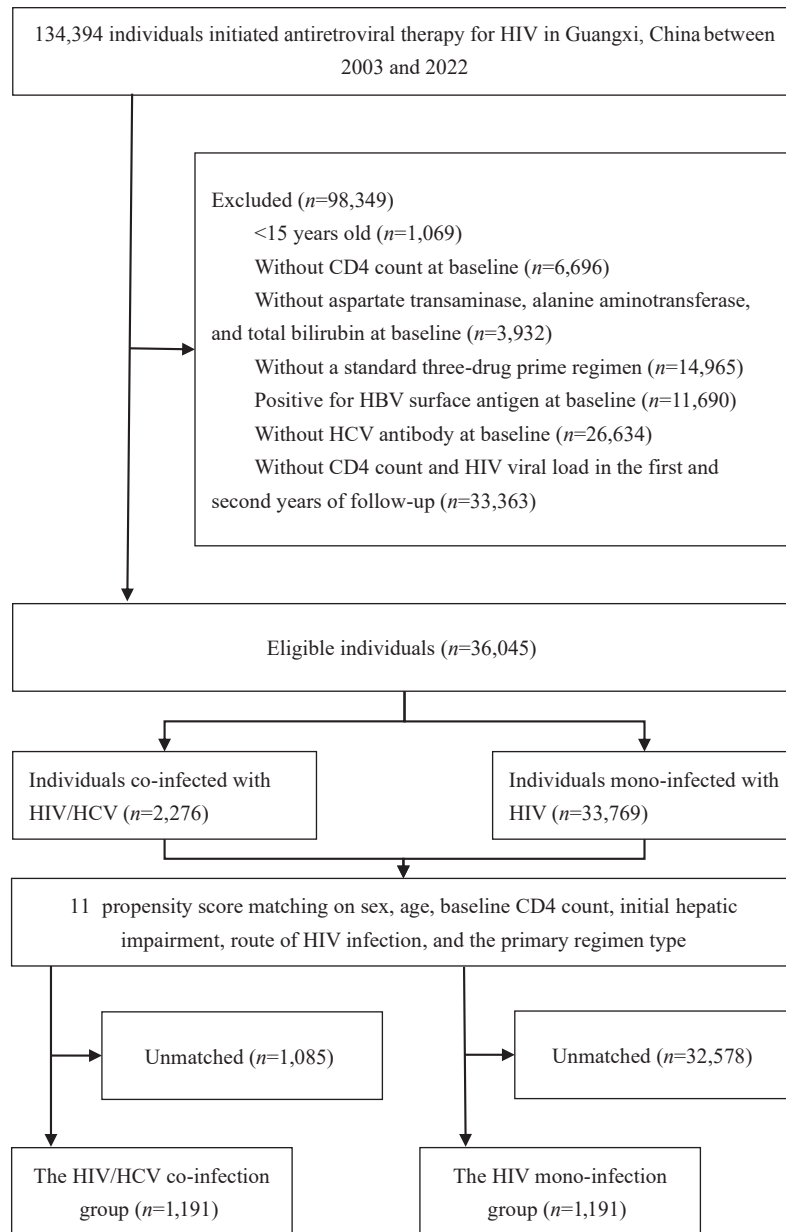 134,394 individuals initiated antiretroviral therapy for HIV in Guangxi, China between
2003 and 2022
Excluded (n=98,349)
<15 years old (n=1,069)
Without CD4 count at baseline (n=6,696)
Without aspartate transaminase, alanine aminotransferase,
and total bilirubin at baseline (n=3,932)
Without a standard three-drug prime regimen (n=14,965)
Positive for HBV surface antigen at baseline (n=11,690)
Without HCV antibody at baseline (n=26,634)
Without CD4 count and HIV viral load in the first and
second years of follow-up (n=33,363)
Eligible individuals (n=36,045)
Individuals co-infected with
HIV/HCV (n=2,276)
Individuals mono-infected with
HIV (n=33,769)
11 propensity score matching on sex, age, baseline CD4 count, initial hepatic
impairment, route of HIV infection, and the primary regimen type
Unmatched (n=1,085)
Unmatched (n=32,578)
The HIV/HCV co-infection
group (n=1,191)
The HIV mono-infection
group (n=1,191)